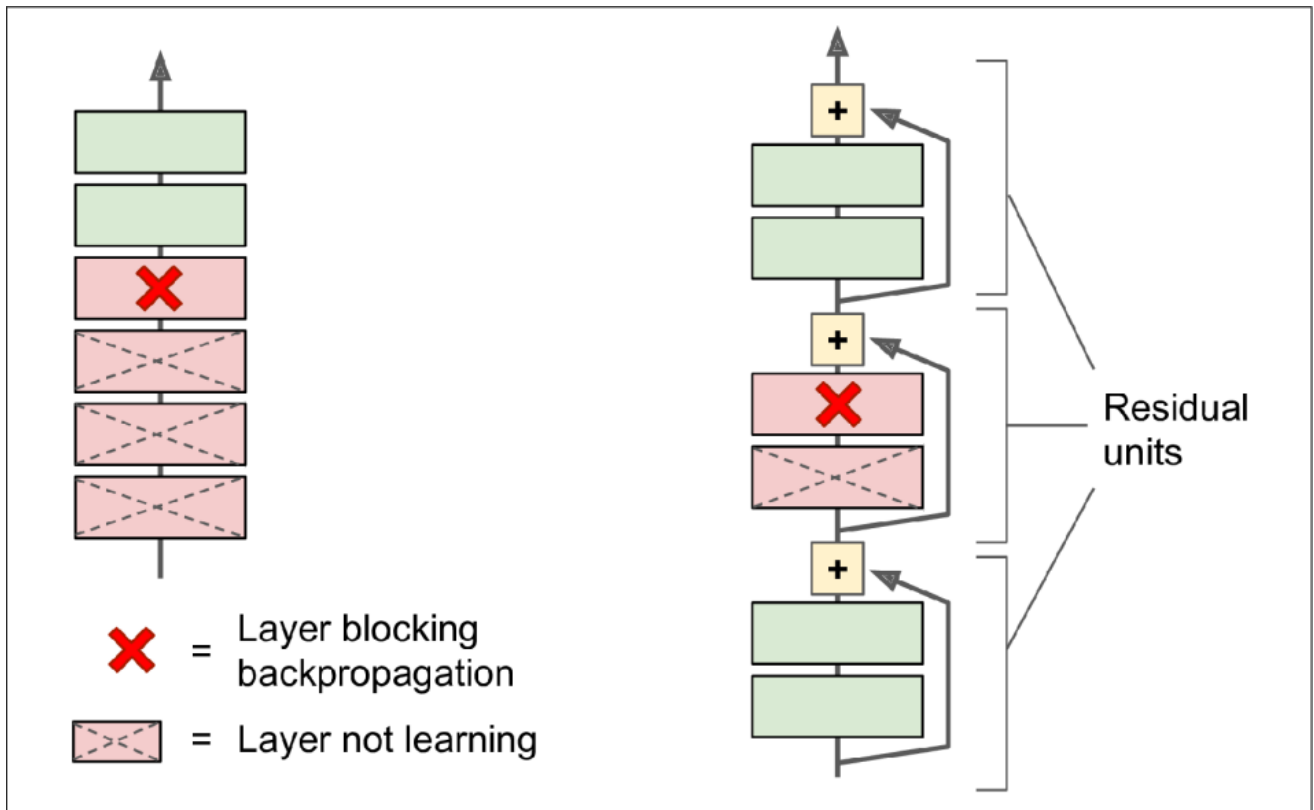 +
+
+
Residual
units
= Layer blocking
backpropagation
= Layer not learning